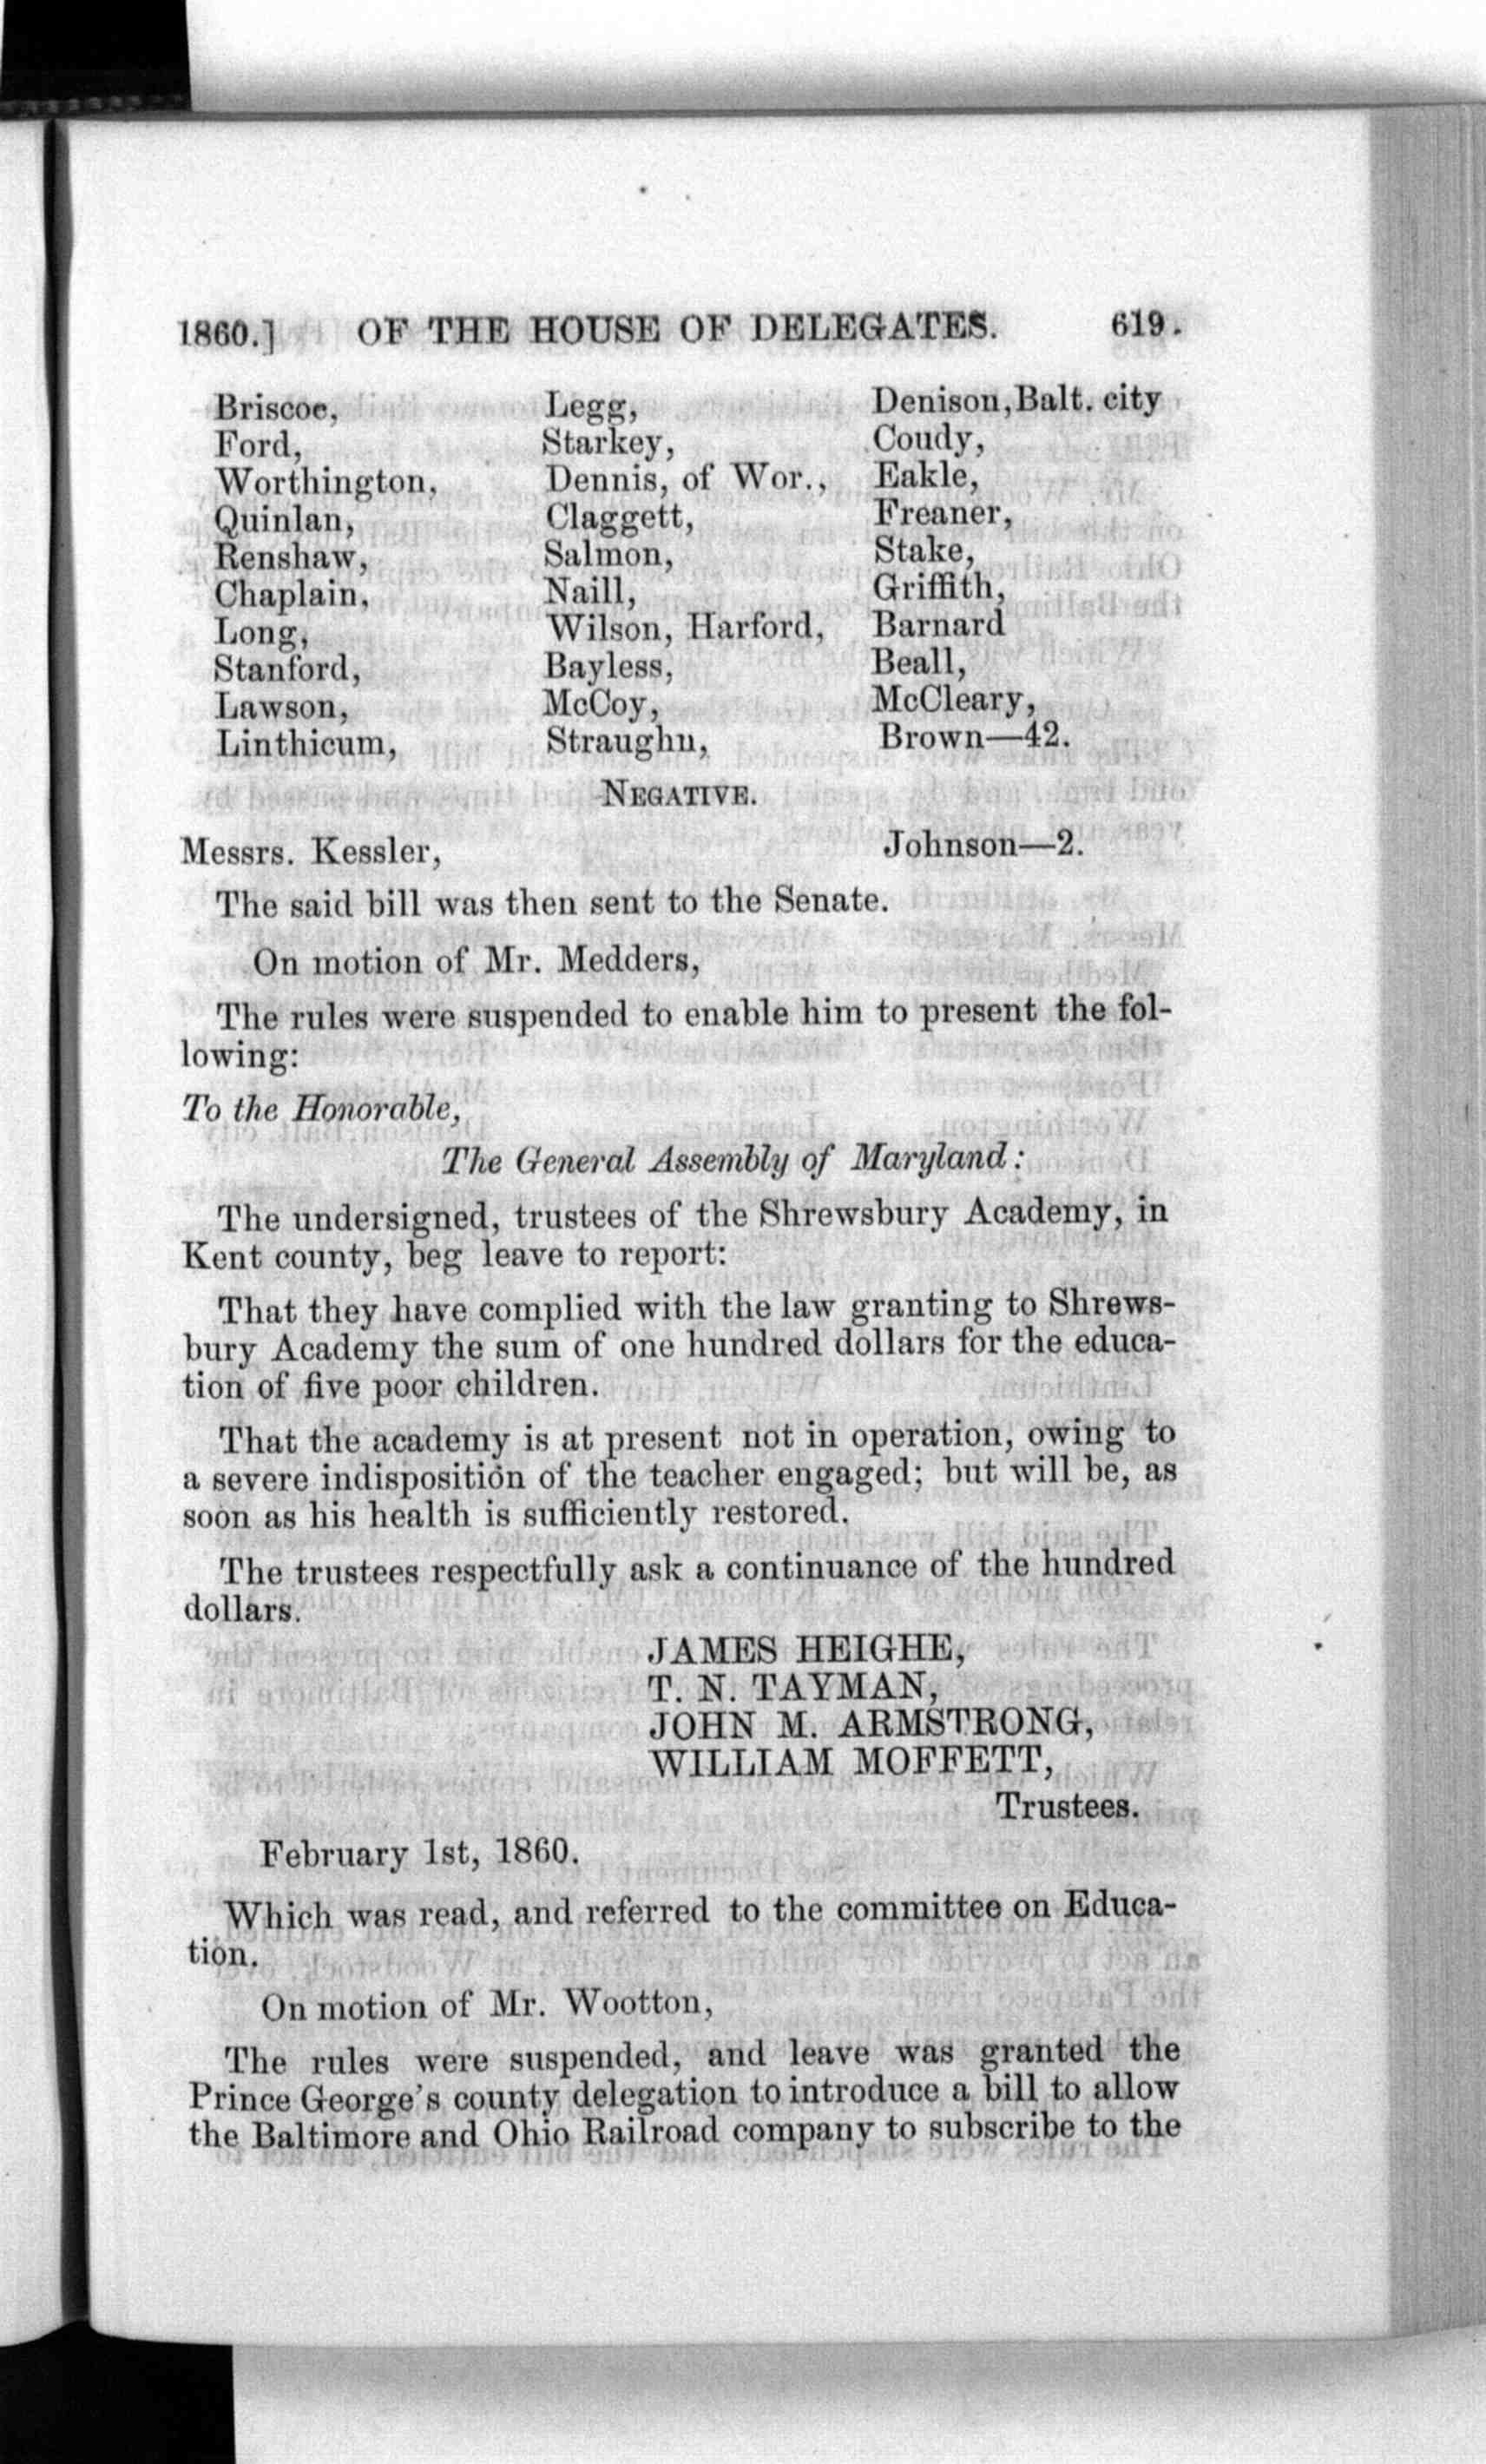 1860.] OF THE HOUSE OF DELEGATES. 619.
Briscoe, Legg, Denison, Balt. city
Ford, Starkey, Coudy,
Worthington, Dennis, of Wor., Eakle,
Quinlan, Claggett, Freaner,
Renshaw, Salmon, Stake,
Chaplain, Naill, Griffith,
Long, Wilson, Harford, Barnard
Stanford, Bayless, Beall,
Lawson, McCoy, McCleary,
Linthicum, Straughn, Brown—42.
NEGATIVE.
Messrs. Kessler, Johnson—2.
The said bill was then sent to the Senate.
On motion of Mr. Medders,
The rules were suspended to enable him to present the fol-
lowing:
To the Honorable,
The General Assembly of Maryland:
The undersigned, trustees of the Shrewsbury Academy, in
Kent county, beg leave to report:
That they have complied with the law granting to Shrews-
bury Academy the sum of one hundred dollars for the educa-
tion of five poor children.
That the academy is at present not in operation, owing to
a severe indisposition of the teacher engaged; but will be, as
soon as his health is sufficiently restored.
The trustees respectfully ask a continuance of the hundred
dollars.
JAMES HEIGHE,
T. N. TAYMAN,
JOHN M. ARMSTRONG,
WILLIAM MOFFETT,
Trustees.
February 1st, 1860.
Which was read, and referred to the committee on Educa-
tion.
On motion of Mr. Wootton,
The rules were suspended, and leave was granted the
Prince George's county delegation to introduce a bill to allow
the Baltimore and Ohio Railroad company to subscribe to the